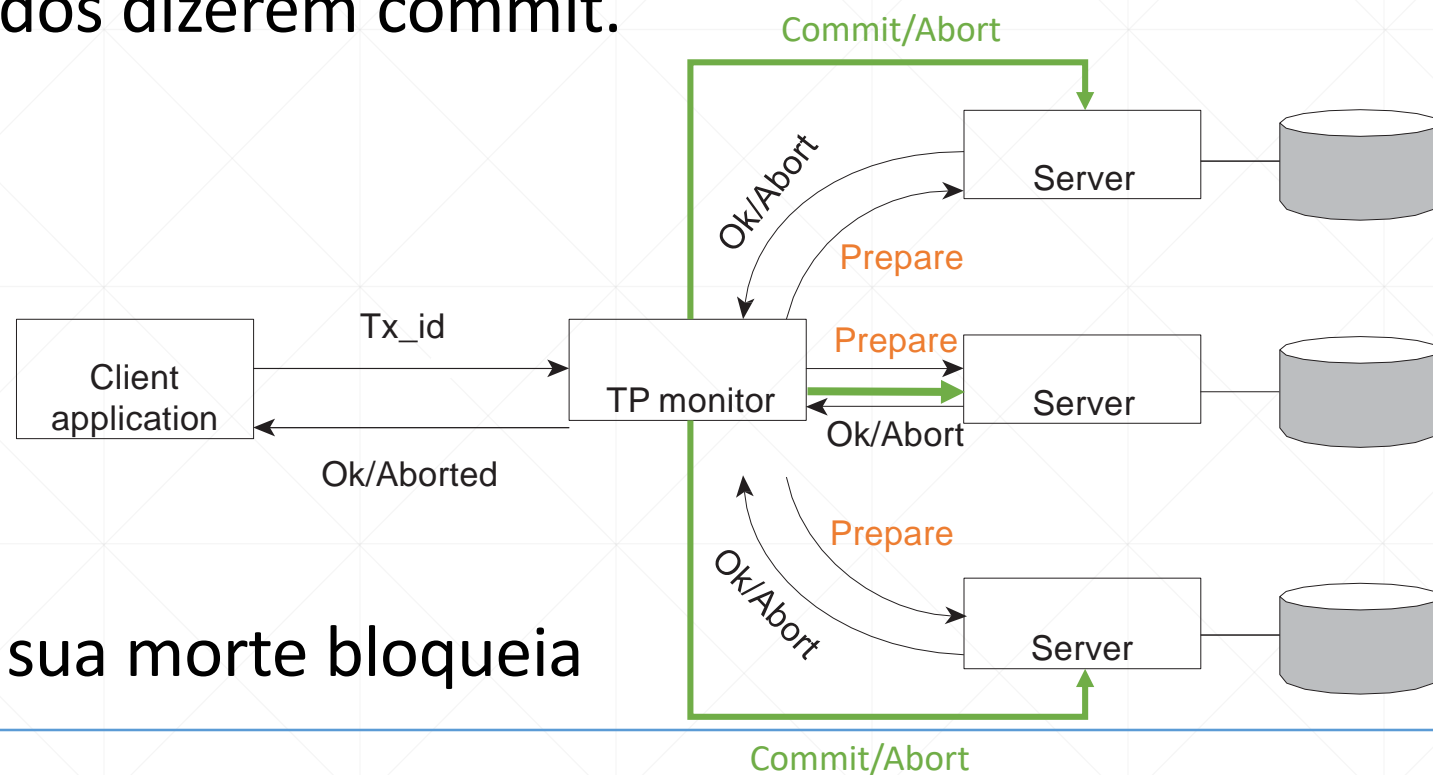 dos dizerem commit.
Commit/Abort
Ok/Abort
Server
Prepare
Tx_id
Prepare
Client
application
TP monitor
Server
Ok/Abort
Ok/Aborted
Prepare
Ok/Abort
Server
sua morte bloqueia
Commit/Abort